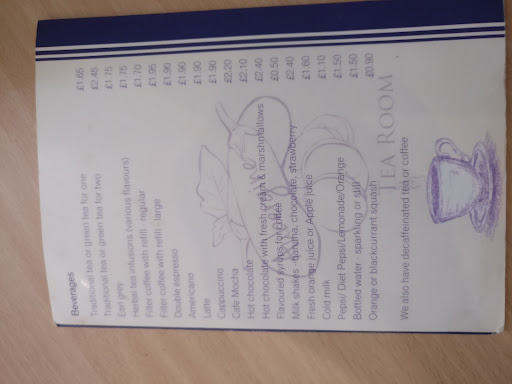 Beverages
Traditional tea or green tea for one £1.65
Traditional tea or green tea for two £2.45
Earl grey £1.75
Herbal tea infusions (various flavours) £1.75
Filter coffee with refill - regular £1.70
Filter coffee with refill - large £1.95
Double espresso £1.90
Americano £1.90
Latte £1.90
Cappuccino £1.90
Cafe Mocha £2.20
Hot chocolate £2.10
Hot chocolate with fresh cream & marshmallows £2.40
Flavoured syrups for coffee £0.50
Milk shakes -banana, chocolate, strawberry £2.40
Fresh orange juice or Apple juice £1.60
Cold milk £1.10
Pepsi/ Diet Pepsi/Lemonade/Orange £1.50
Bottled water - sparkling or still £1.50
Orange or blackcurrant squash £0.90
TEA ROOM
We also have decaffeinated tea or coffee